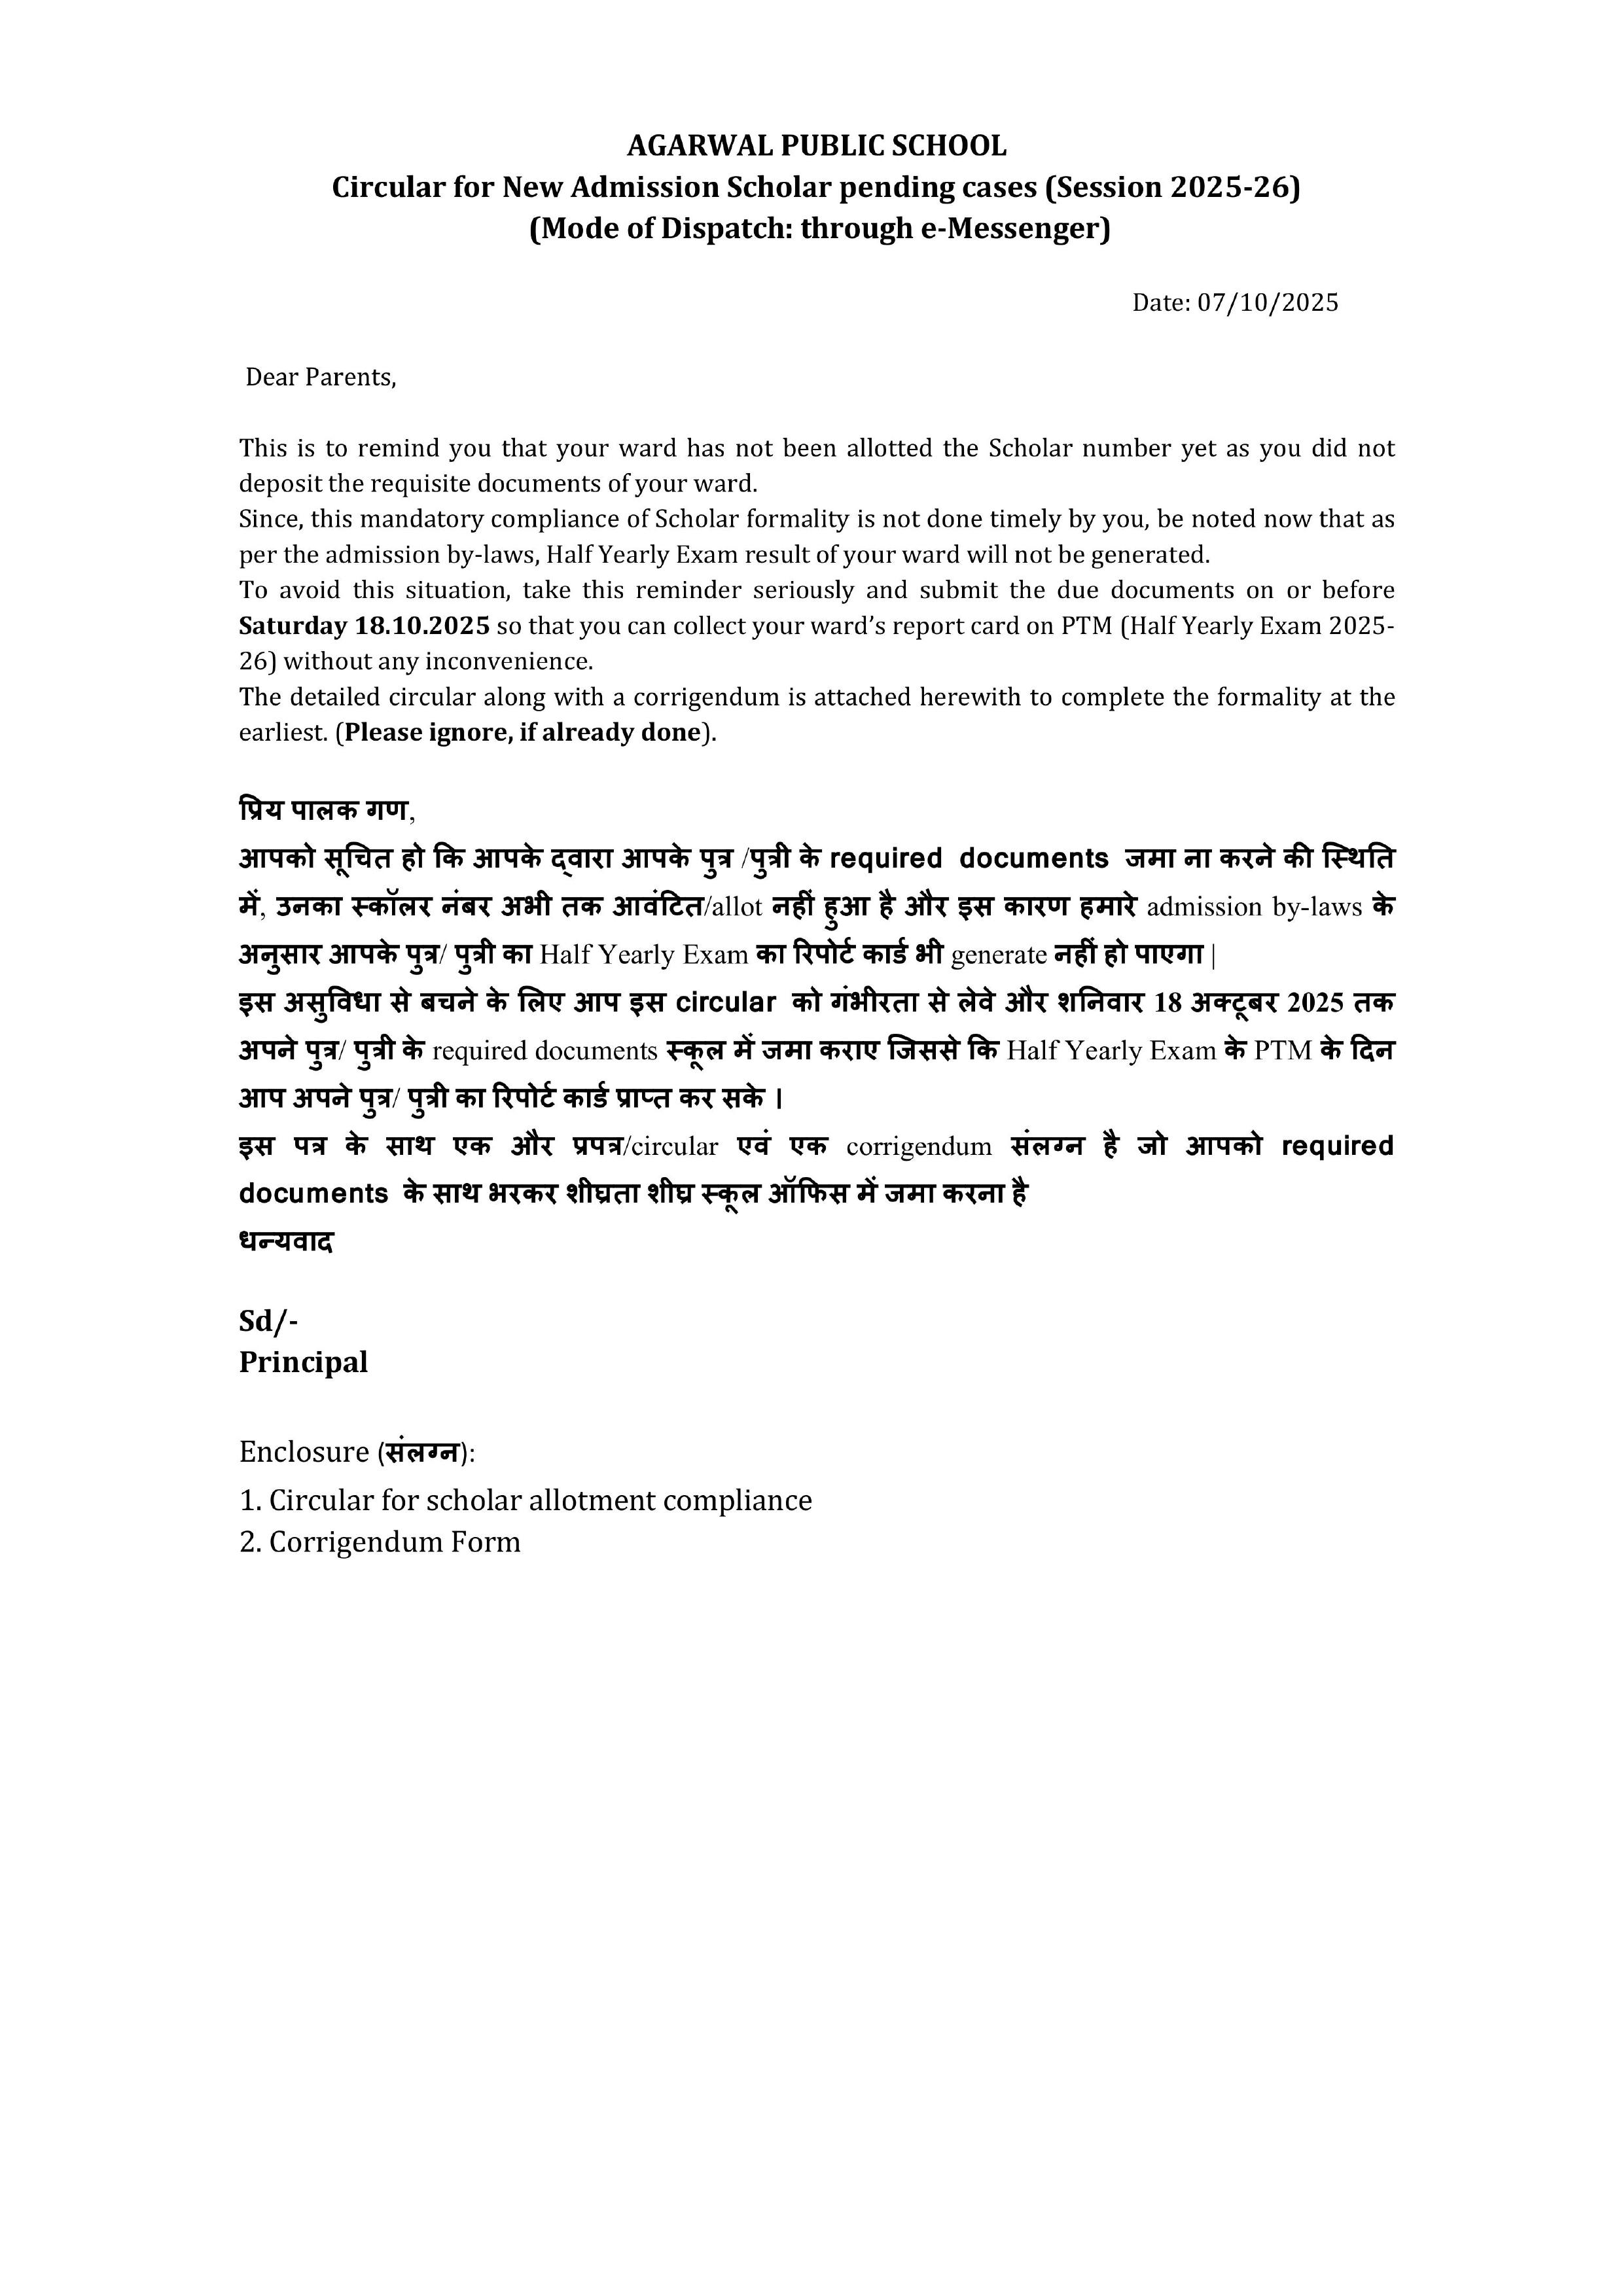 AGARWAL PUBLIC SCHOOL
Circular for New Admission Scholar pending cases (Session 2025-26)
(Mode of Dispatch: through e-Messenger)
Date: 07/10/2025
Dear Parents,
This is to remind you that your ward has not been allotted the Scholar number yet as you did not
deposit the requisite documents of your ward.
Since, this mandatory compliance of Scholar formality is not done timely by you, be noted now that as
per the admission by-laws, Half Yearly Exam result of your ward will not be generated.
To avoid this situation, take this reminder seriously and submit the due documents on or before
Saturday 18.10.2025 so that you can collect your ward’s report card on PTM (Half Yearly Exam 2025-
26) without any inconvenience.
The detailed circular along with a corrigendum is attached herewith to complete the formality at the
earliest. (Please ignore, if already done).
प्रिय पालक गण,
आपको सूचित हो कि आपके द्वारा आपके पुत्र /पुत्री के required documents जमा ना करने की स्थिति
में, उनका स्कॉलर नंबर अभी तक आवंटित/allot नहीं हुआ है और इस कारण हमारे admission by-laws के
अनुसार आपके पुत्र/ पुत्री का Half Yearly Exam का रिपोर्ट कार्ड भी generate नहीं हो पाएगा |
इस असुविधा से बचने के लिए आप इस circular को गंभीरता से लेवे और शनिवार 18 अक्टूबर 2025 तक
अपने पुत्र/ पुत्री के required documents स्कूल में जमा कराए जिससे कि Half Yearly Exam के PTM के दिन
आप अपने पुत्र/ पुत्री का रिपोर्ट कार्ड प्राप्त कर सके ।
इस पत्र के साथ एक और प्रपत्र/circular एवं एक corrigendum संलग्न है जो आपको required
documents के साथ भरकर शीघ्रता शीघ्र स्कूल ऑफिस में जमा करना है
धन्यवाद
Sd/-
Principal
Enclosure (संलग्न):
1. Circular for scholar allotment compliance
2. Corrigendum Form